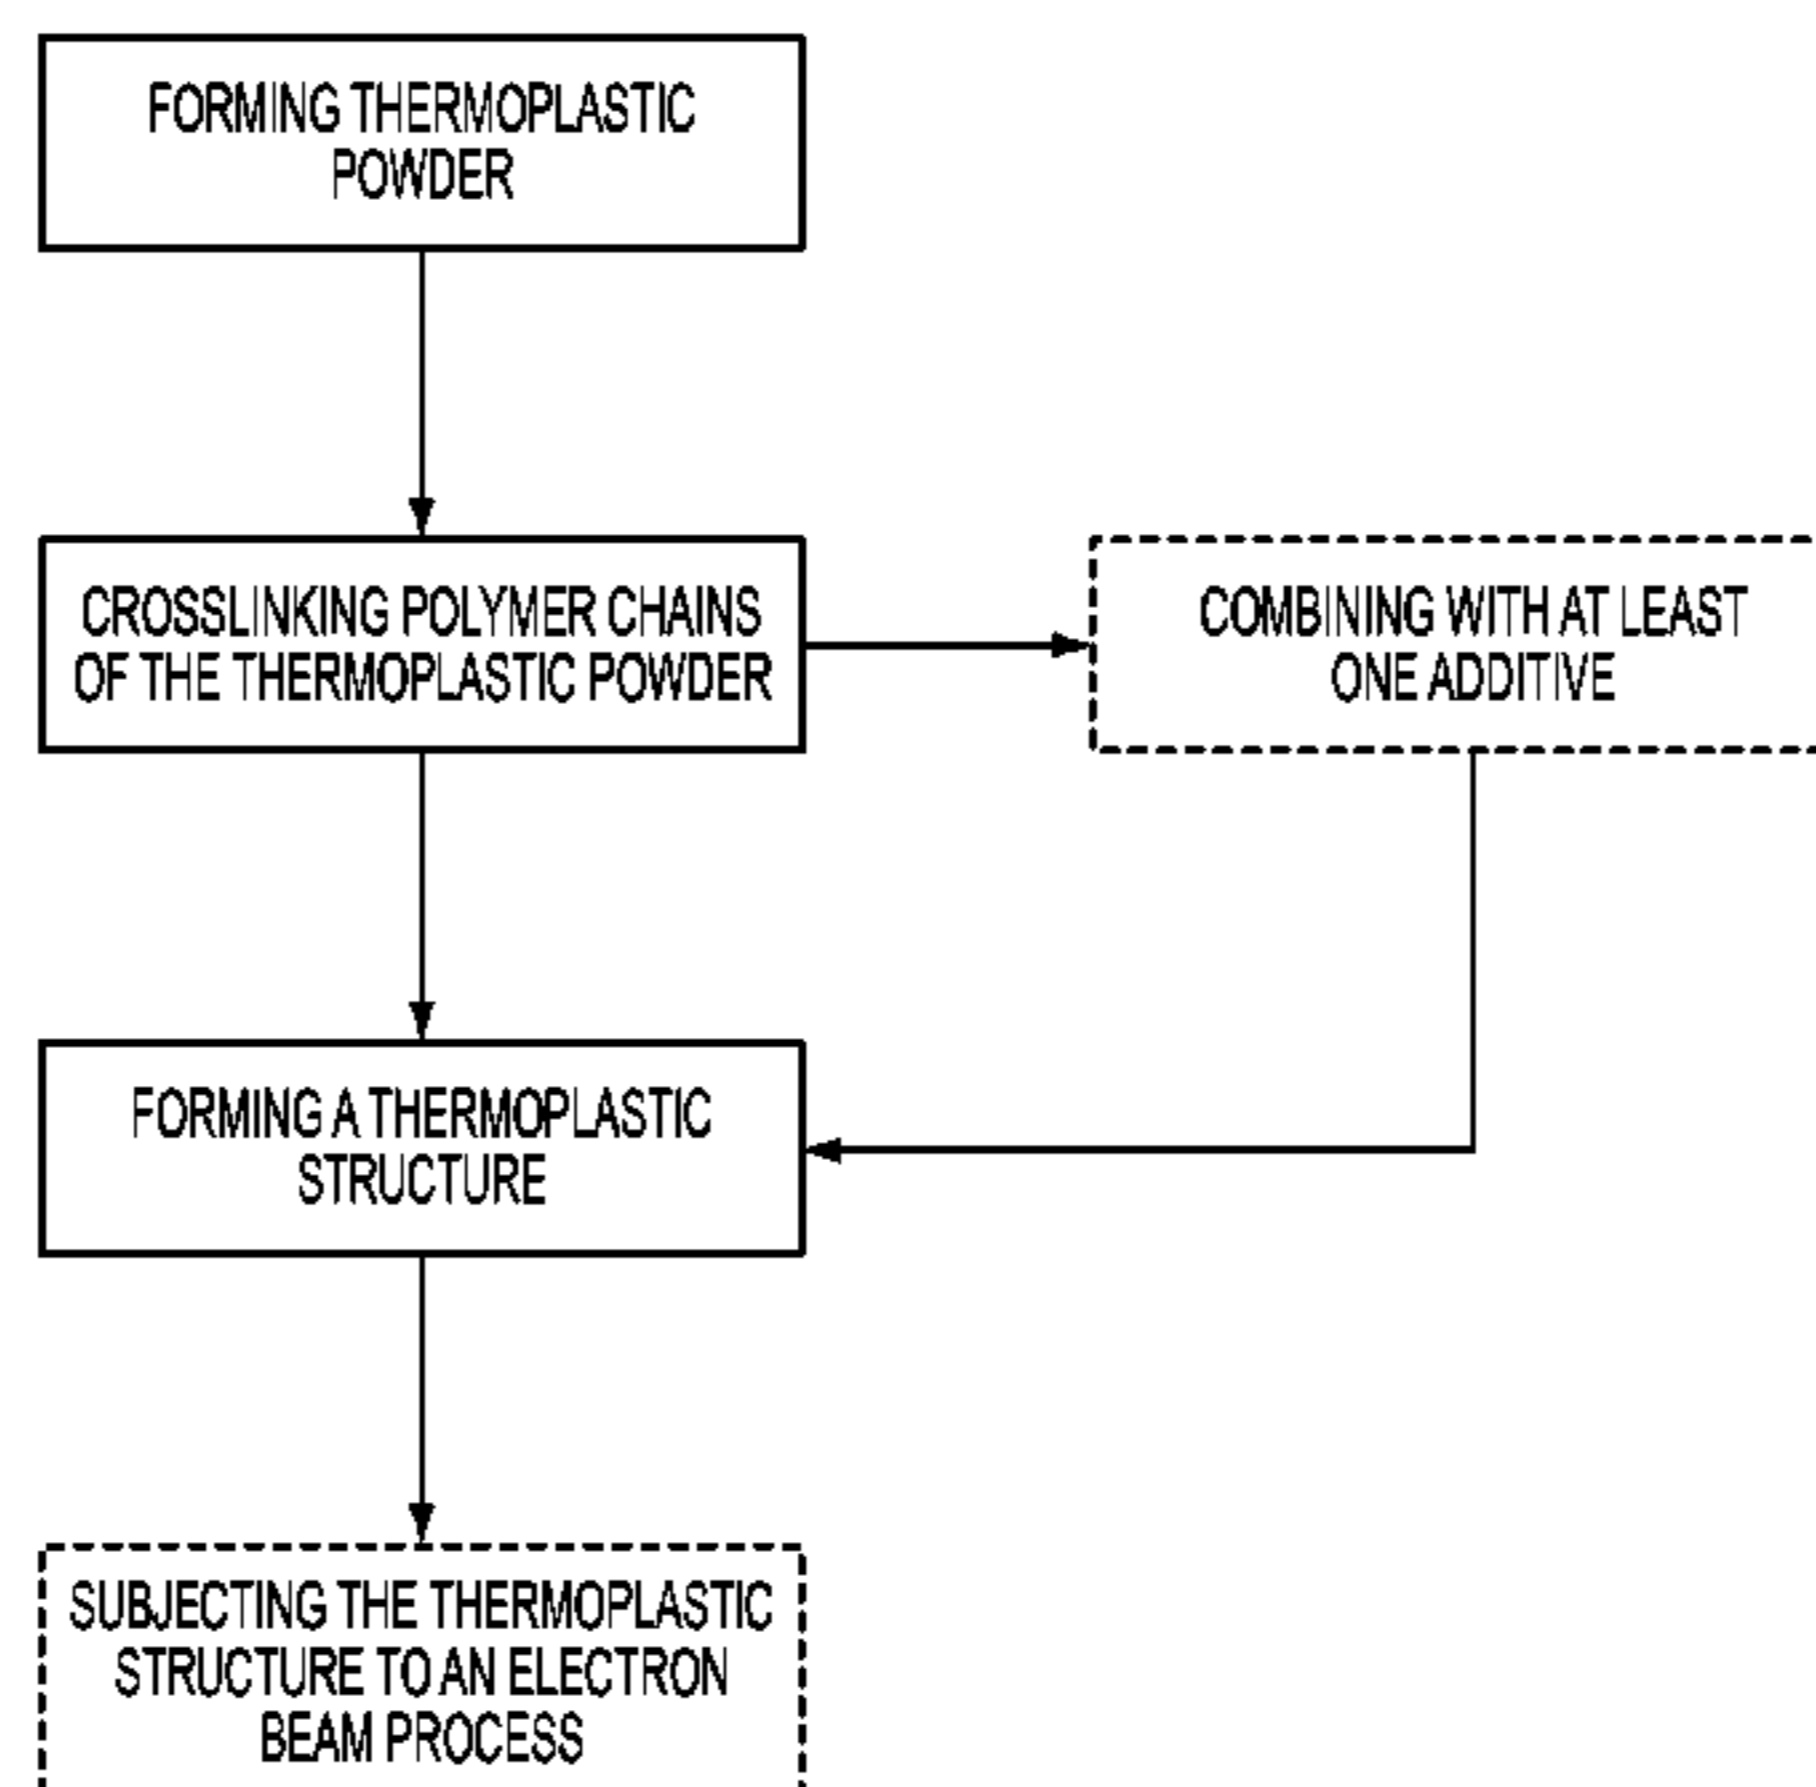 FORMING THERMOPLASTIC
POWDER
CROSSLINKING POLYMER CHAINS
OF THE THERMOPLASTIC POWDER
COMBINING WITH AT LEAST
ONE ADDITIVE
FORMING A THERMOPLASTIC
STRUCTURE
SUBJECTING THE THERMOPLASTIC
STRUCTURE TO AN ELECTRON
BEAM PROCESS